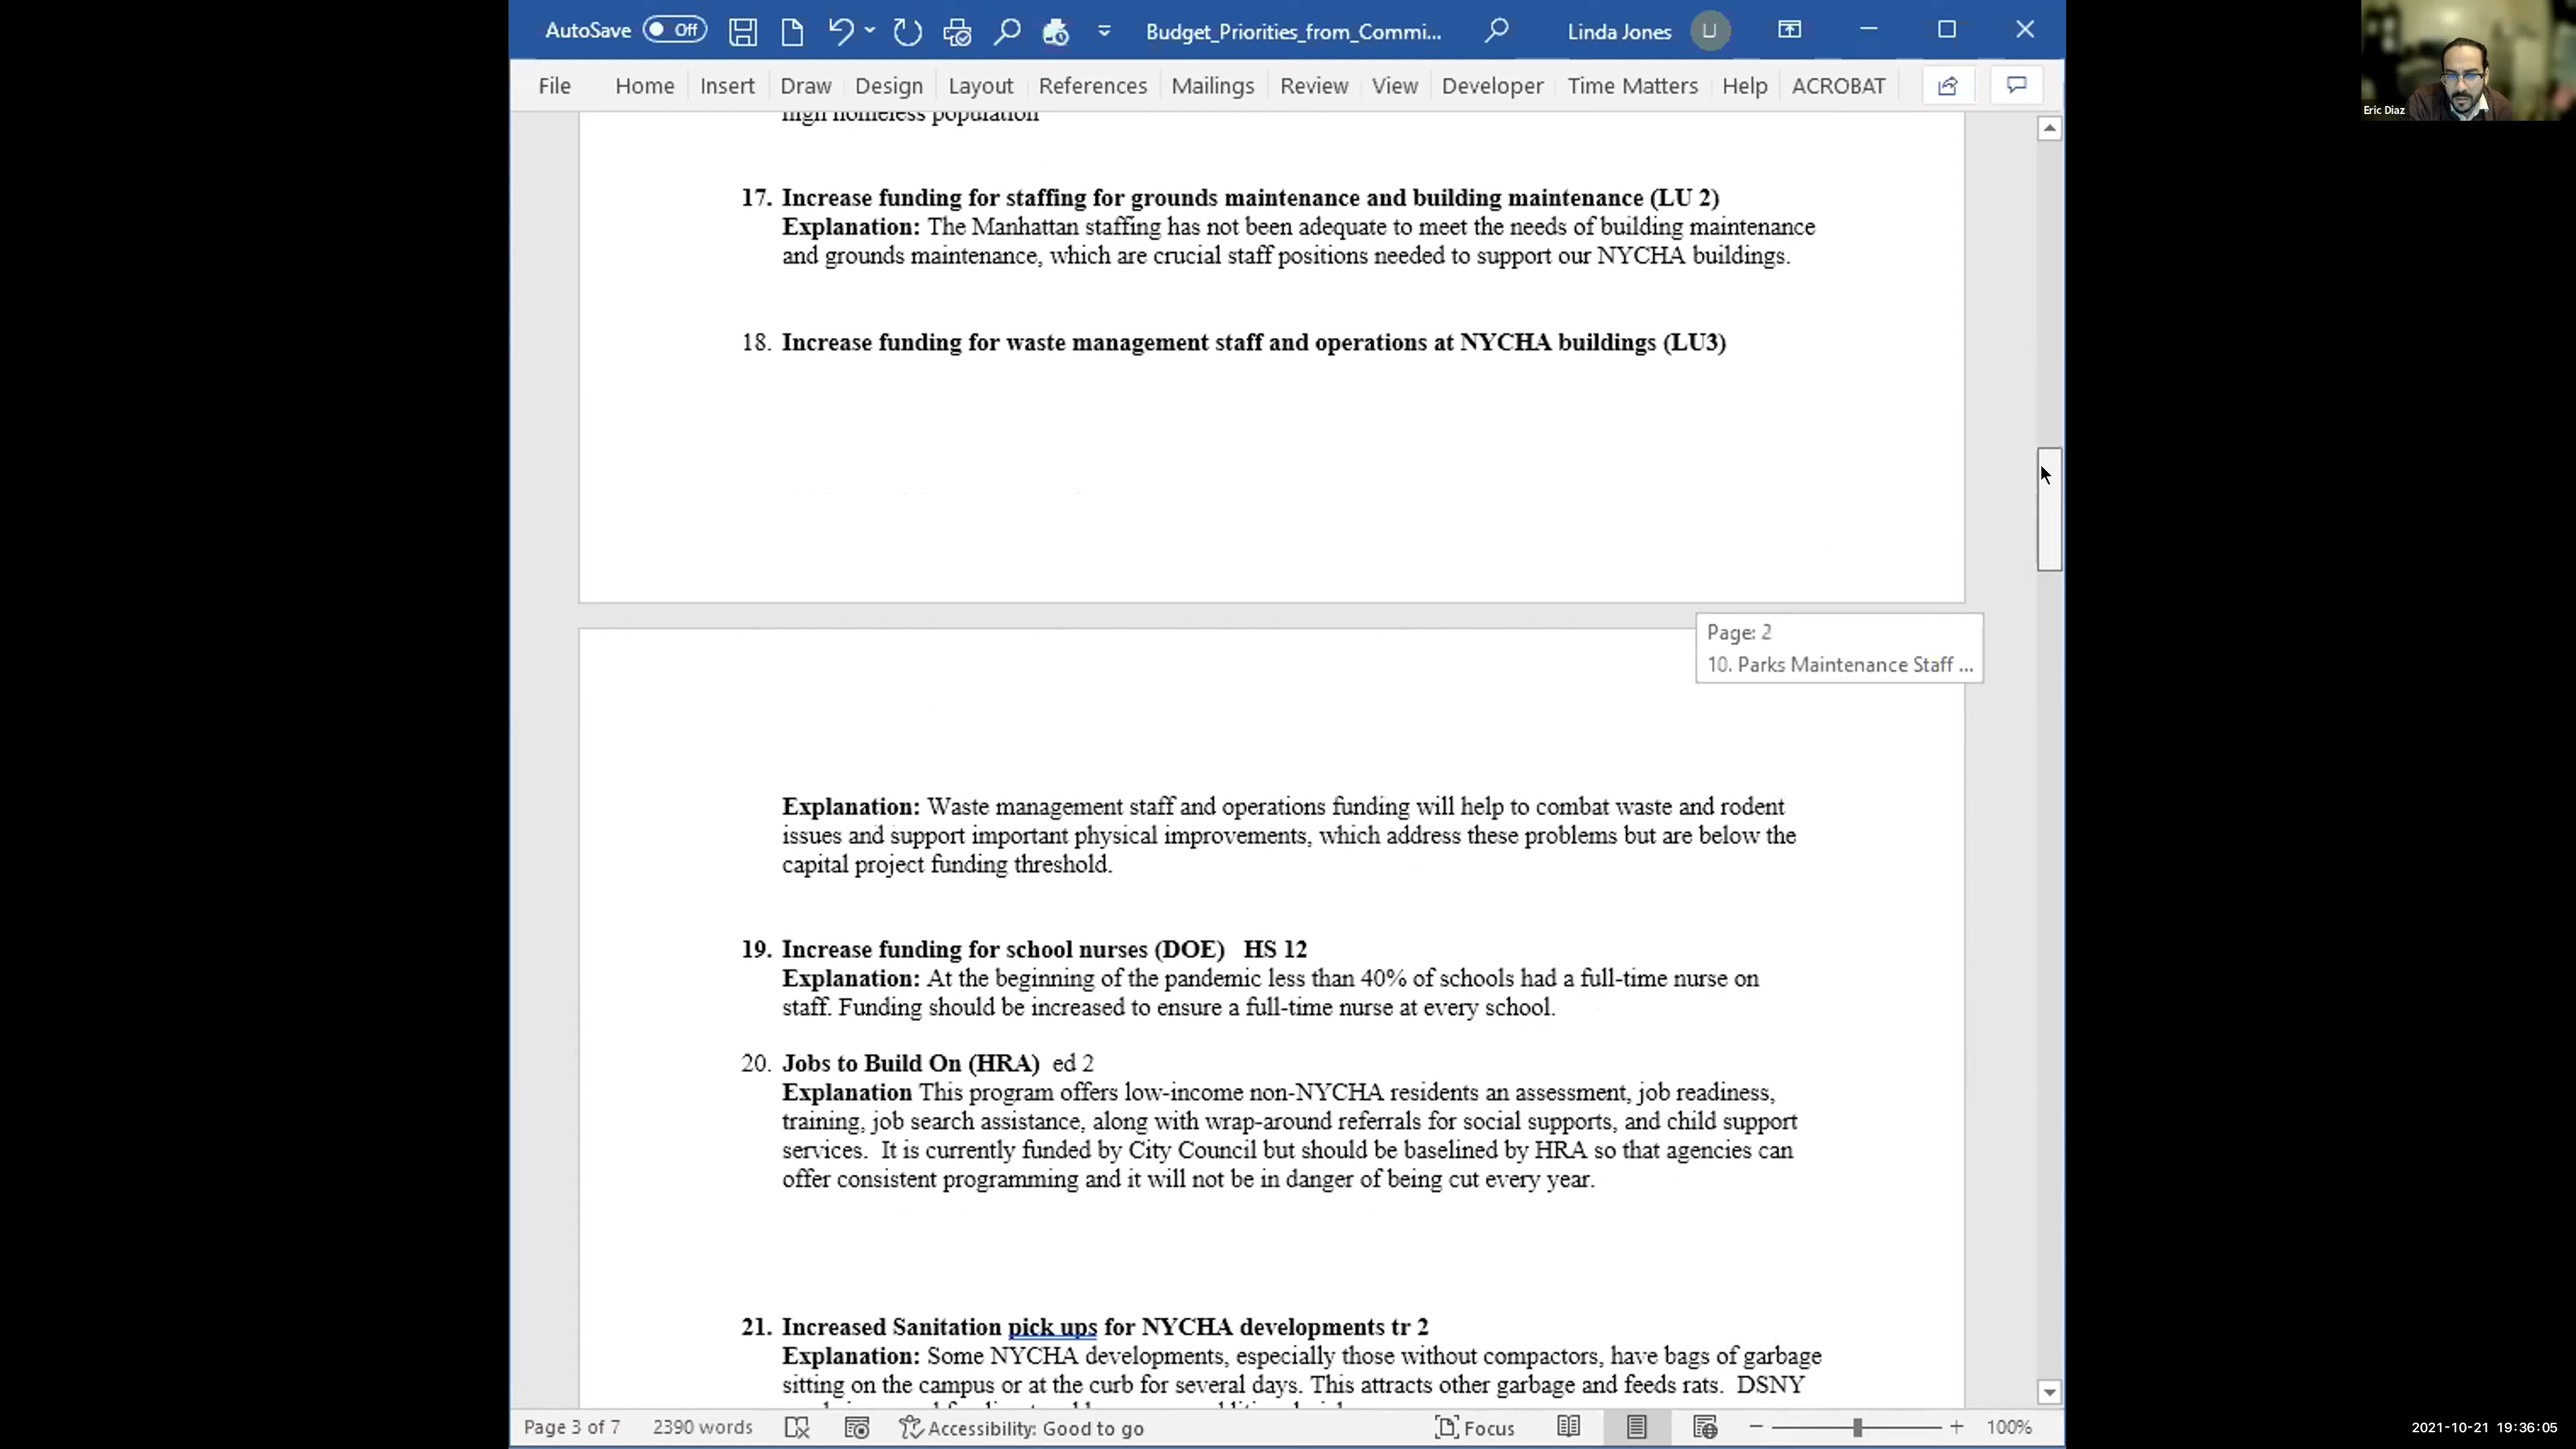 AutoSave Off Budget_Priorities_from_Commi... Linda Jones LJ
File Home Insert Draw Design Layout References Mailings Review View Developer Time Matters Help ACROBAT
Eric Diaz
high homeless population
17. Increase funding for staffing for grounds maintenance and building maintenance (LU 2)
Explanation: The Manhattan staffing has not been adequate to meet the needs of building maintenance
and grounds maintenance, which are crucial staff positions needed to support our NYCHA buildings.
18. Increase funding for waste management staff and operations at NYCHA buildings (LU3)
Page: 2
10. Parks Maintenance Staff ...
Explanation: Waste management staff and operations funding will help to combat waste and rodent
issues and support important physical improvements, which address these problems but are below the
capital project funding threshold.
19. Increase funding for school nurses (DOE) HS 12
Explanation: At the beginning of the pandemic less than 40% of schools had a full-time nurse on
staff. Funding should be increased to ensure a full-time nurse at every school.
20. Jobs to Build On (HRA) ed 2
Explanation This program offers low-income non-NYCHA residents an assessment, job readiness,
training, job search assistance, along with wrap-around referrals for social supports, and child support
services. It is currently funded by City Council but should be baselined by HRA so that agencies can
offer consistent programming and it will not be in danger of being cut every year.
21. Increased Sanitation pick ups for NYCHA developments tr 2
Explanation: Some NYCHA developments, especially those without compactors, have bags of garbage
sitting on the campus or at the curb for several days. This attracts other garbage and feeds rats. DSNY
Page 3 of 7 2390 words Accessibility: Good to go Focus 100%
2021-10-21 19:36:05